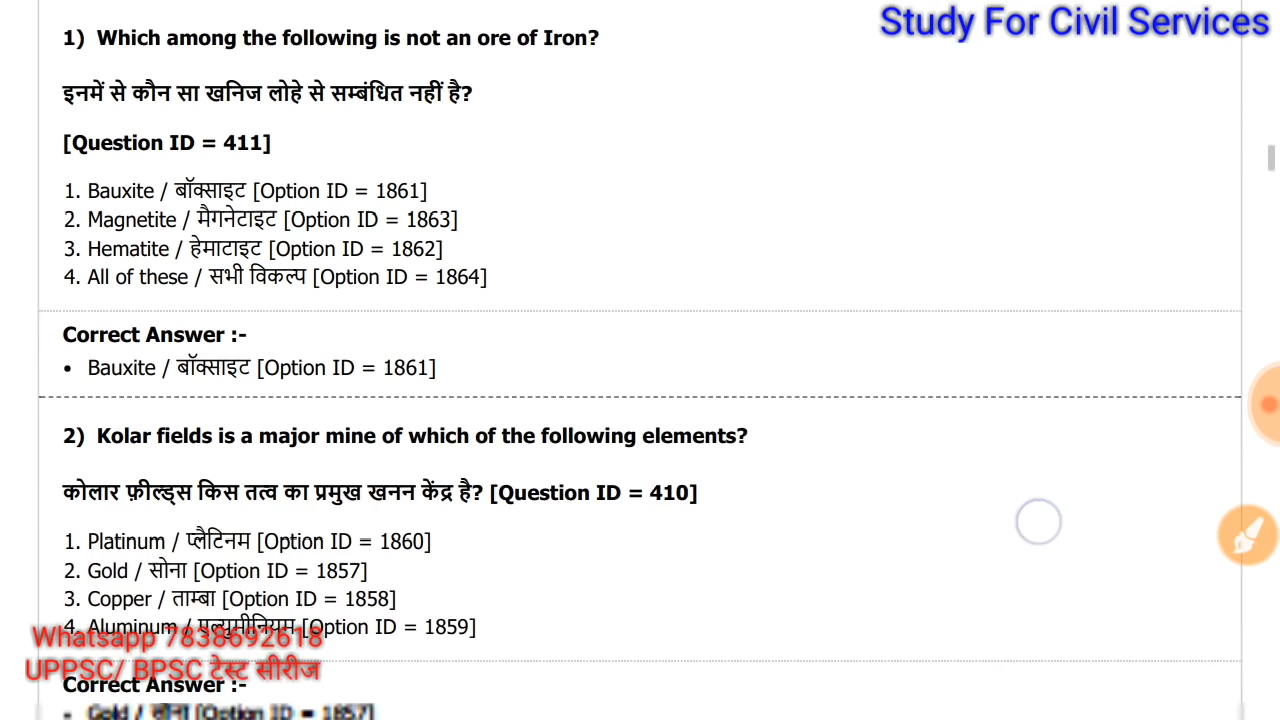 Study For Civil Services
1) Which among the following is not an ore of Iron?
इनमें से कौन सा खनिज लोहे से सम्बंधित नहीं है?
[Question ID = 411]
1. Bauxite / बॉक्साइट [Option ID = 1861]
2. Magnetite / मैगनेटाइट [Option ID = 1863]
3. Hematite / हेमाटाइट [Option ID = 1862]
4. All of these / सभी विकल्प [Option ID = 1864]
Correct Answer :-
• Bauxite / बॉक्साइट [Option ID = 1861]
2) Kolar fields is a major mine of which of the following elements?
कोलार फ़ील्ड्स किस तत्व का प्रमुख खनन केंद्र है? [Question ID = 410]
1. Platinum / प्लैटिनम [Option ID = 1860]
2. Gold / सोना [Option ID = 1857]
3. Copper / ताम्बा [Option ID = 1858]
4. Aluminum / एल्युमीनियम [Option ID = 1859]
Whatsapp 7838692618
UPPSC/ BPSC टेस्ट सीरीज
Correct Answer :-
• Gold / सोना [Option ID = 1857]